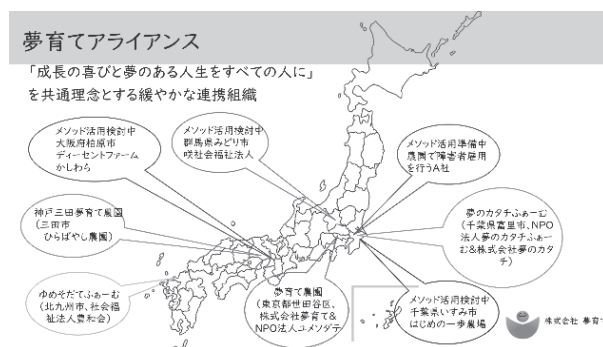 夢育てアライアンス
「成長の喜びと夢のある人生をすべての人に」
を共通理念とする緩やかな連携組織
メソッド活用検討中
大阪府柏原市
ディーセントファーム
かしわら
メソッド活用検討中
群馬県みどり市
咲社会福祉法人
メソッド活用準備中
農園で障害者雇用
を行うA社
神戸三田夢育て農園
(三田市
ひらばやし農園)
夢のカタチふぁーむ
(千葉県富里市、NPO
法人夢のカタチふぁー
む&株式会社夢のカタ
チ)
ゆめそだてふぁーむ
(北九州市、社会福
祉法人豊和会)
夢育て農園
(東京都世田谷区、
株式会社夢育て&
NPO法人ユメソダテ)
メソッド活用検討中
千葉県いすみ市
はじめの一歩農場
株式会社 夢育て